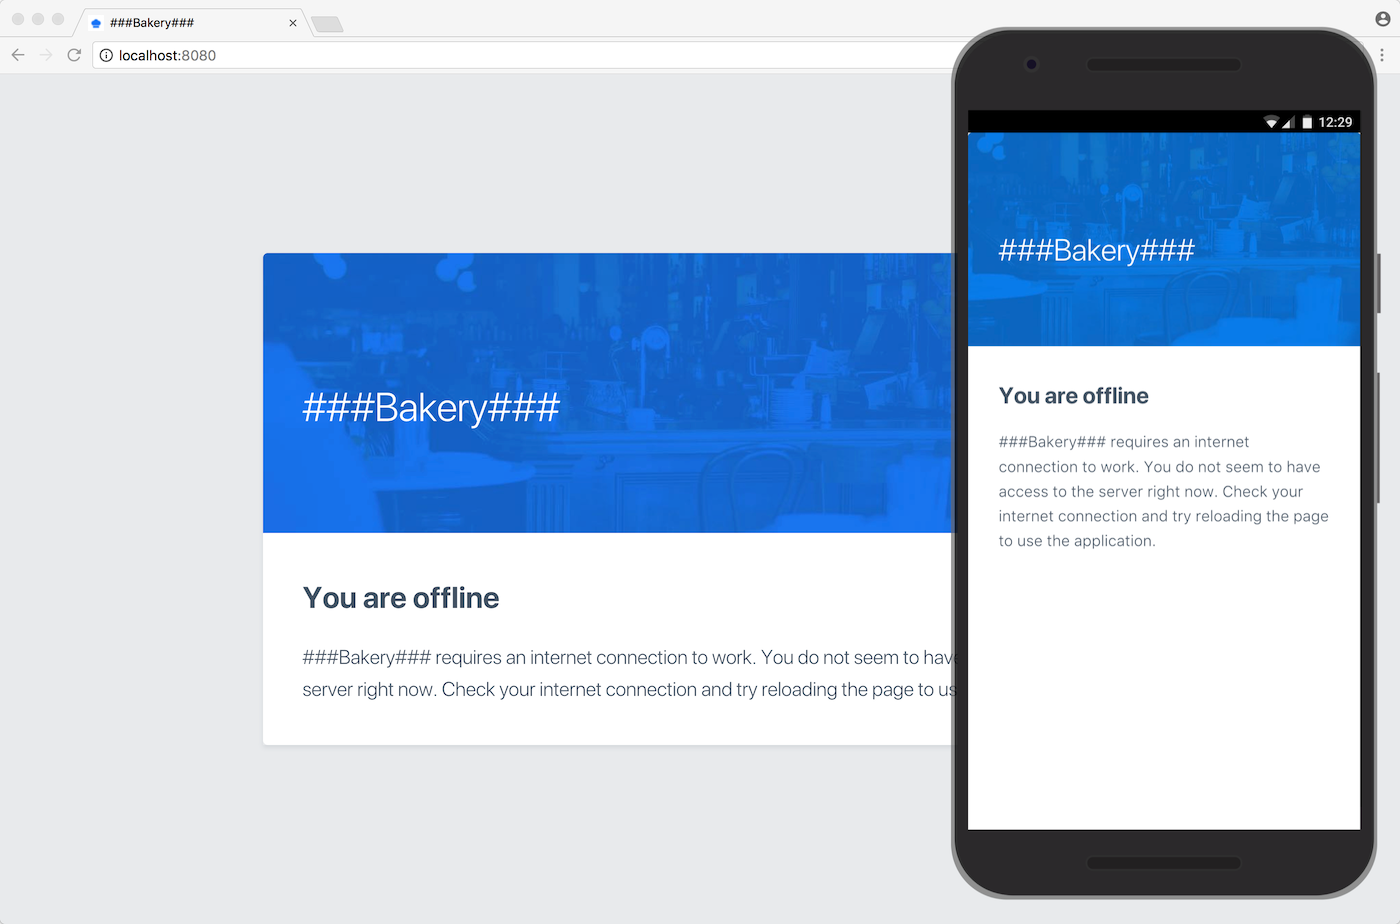 ###Bakery###
localhost:8080
###Bakery###
You are offline
###Bakery### requires an internet connection to work. You do not seem to have
server right now. Check your internet connection and try reloading the page to us
12:29
###Bakery###
You are offline
###Bakery### requires an internet
connection to work. You do not seem to have
access to the server right now. Check your
internet connection and try reloading the page
to use the application.